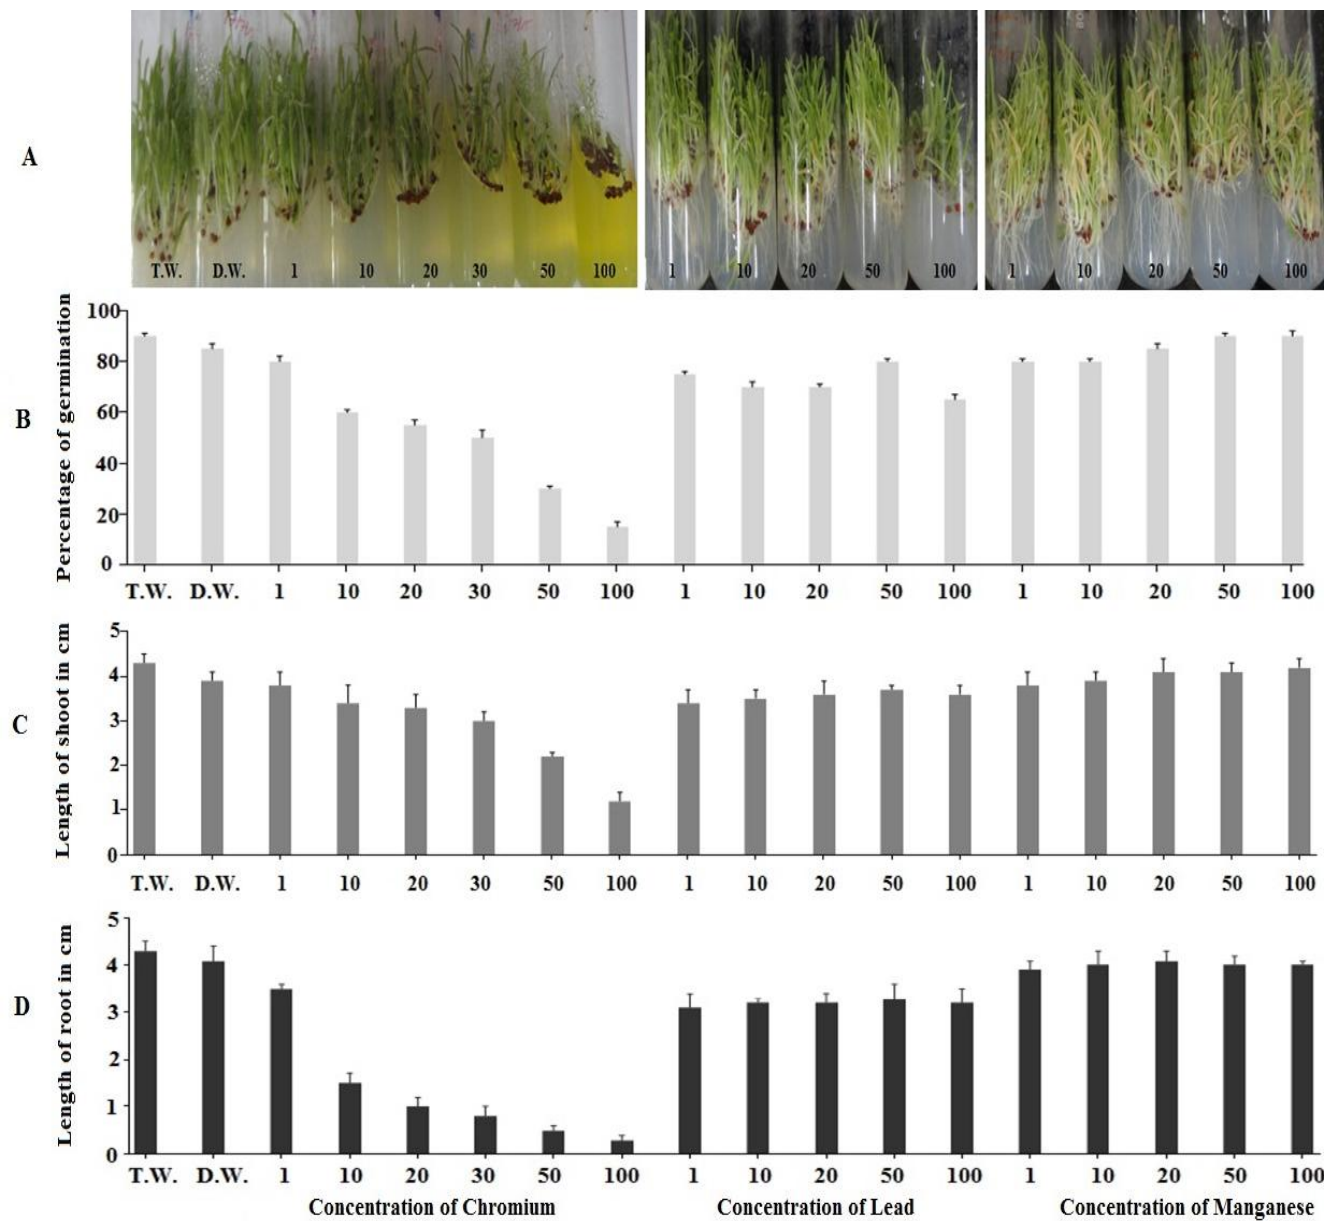 A
T.W. D.W. 1 10 20 30 50 100 1 10 20 50 100 1 10 20 50 100
B
Percentage of germination
100
80
60
40
20
0
T.W. D.W. 1 10 20 30 50 100 1 10 20 50 100 1 10 20 50 100
C
Length of shoot in cm
5
4
3
2
1
0
T.W. D.W. 1 10 20 30 50 100 1 10 20 50 100 1 10 20 50 100
D
Length of root in cm
5
4
3
2
1
0
T.W. D.W. 1 10 20 30 50 100 1 10 20 50 100 1 10 20 50 100
Concentration of Chromium Concentration of Lead Concentration of Manganese